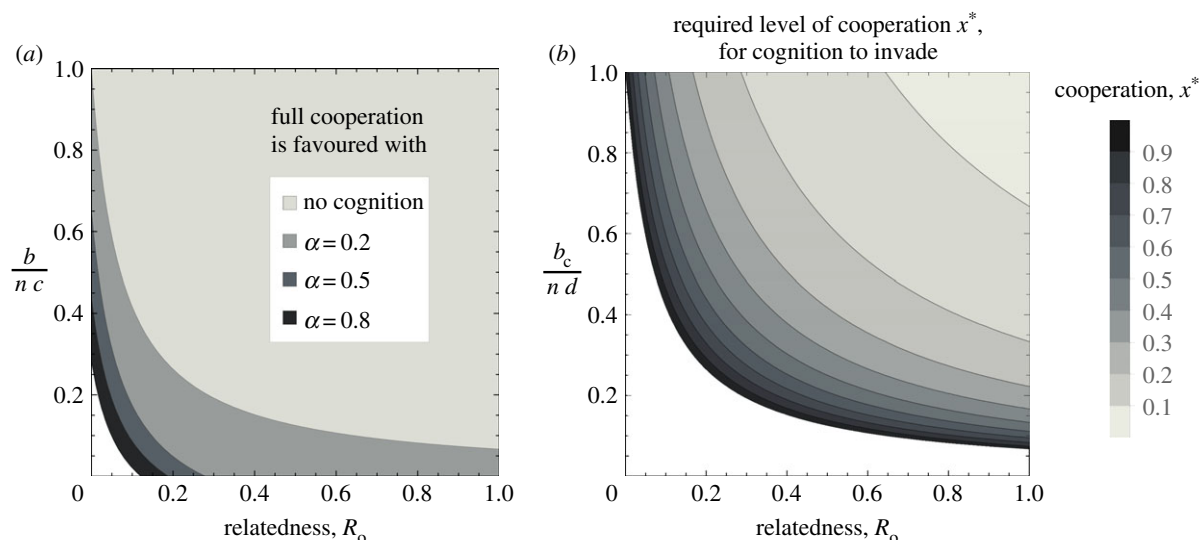 (a)
1.0
0.8
0.6
0.4
0.2
0
0.2
0.4
0.6
0.8
1.0
b
n c
relatedness, Ro
full cooperation
is favoured with
no cognition
α = 0.2
α = 0.5
α = 0.8
required level of cooperation x*,
for cognition to invade
(b)
1.0
0.8
0.6
0.4
0.2
0
0.2
0.4
0.6
0.8
1.0
bc
n d
relatedness, Ro
cooperation, x*
0.9
0.8
0.7
0.6
0.5
0.4
0.3
0.2
0.1